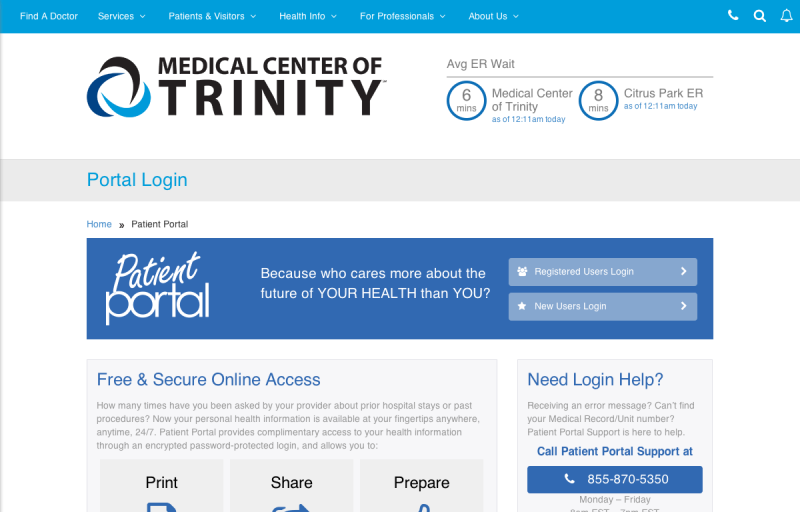 Find A Doctor Services Patients & Visitors Health Info For Professionals About Us
MEDICAL CENTER OF
TRINITY
Avg ER Wait
6
mins
Medical Center
of Trinity
as of 12:11am today
8
mins
Citrus Park ER
as of 12:11am today
Portal Login
Home » Patient Portal
Patient
portal
Because who cares more about the
future of YOUR HEALTH than YOU?
Registered Users Login
New Users Login
Free & Secure Online Access
How many times have you been asked by your provider about prior hospital stays or past
procedures? Now your personal health information is available at your fingertips anywhere,
anytime, 24/7. Patient Portal provides complimentary access to your health information
through an encrypted password-protected login, and allows you to:
Print
Share
Prepare
Need Login Help?
Receiving an error message? Can't find
your Medical Record/Unit number?
Patient Portal Support is here to help.
Call Patient Portal Support at
855-870-5350
Monday – Friday